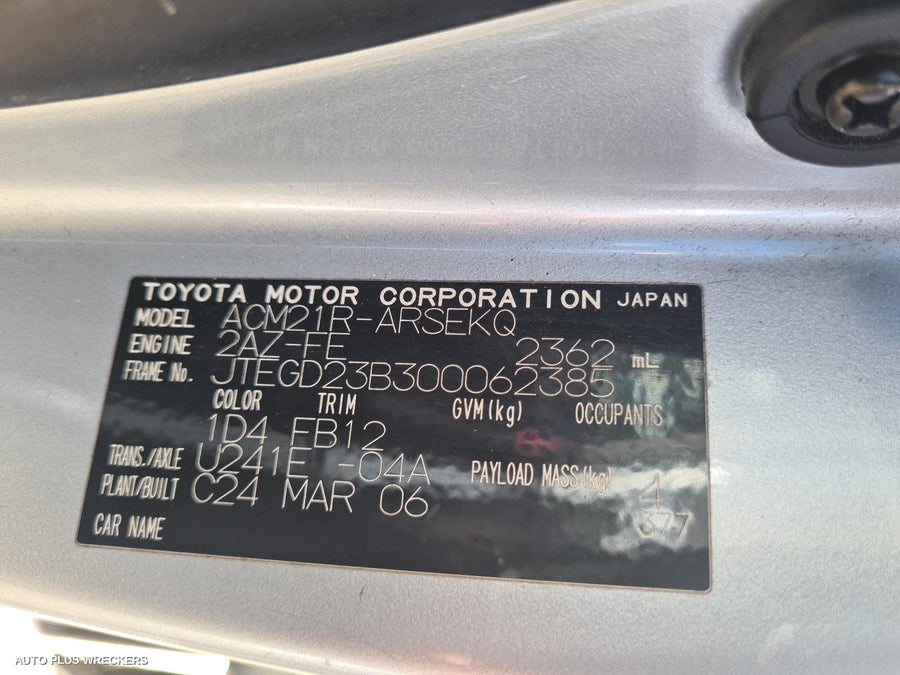 TOYOTA MOTOR CORPORATION JAPAN
MODEL ACM21R-ARSEKQ
ENGINE 2AZ-FE 2362 mL
FRAME No. JTEGD23B300062385
COLOR TRIM GVM(kg) OCCUPANTS
1D4 FB12
TRANS./AXLE U241E -04A PAYLOAD MASS(kg) 4
PLANT/BUILT C24 MAR 06 377
CAR NAME
AUTO PLUS WRECKERS